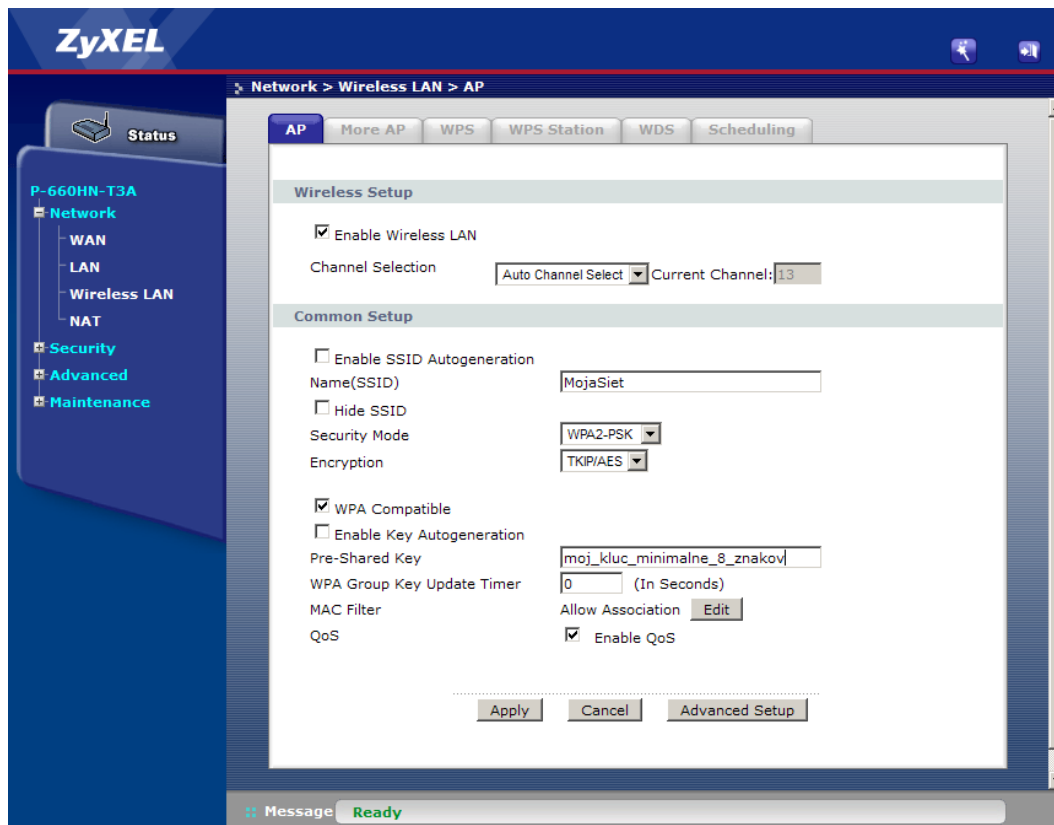 ZyXEL
Network > Wireless LAN > AP
Status
P-660HN-T3A
Network
WAN
LAN
Wireless LAN
NAT
Security
Advanced
Maintenance
AP More AP WPS WPS Station WDS Scheduling
Wireless Setup
Enable Wireless LAN
Channel Selection Auto Channel Select Current Channel: 13
Common Setup
Enable SSID Autogeneration
Name(SSID) MojaSiet
Hide SSID
Security Mode WPA2-PSK
Encryption TKIP/AES
WPA Compatible
Enable Key Autogeneration
Pre-Shared Key moj_kluc_minimalne_8_znakov
WPA Group Key Update Timer 0 (In Seconds)
MAC Filter Allow Association Edit
QoS Enable QoS
Apply Cancel Advanced Setup
Message Ready